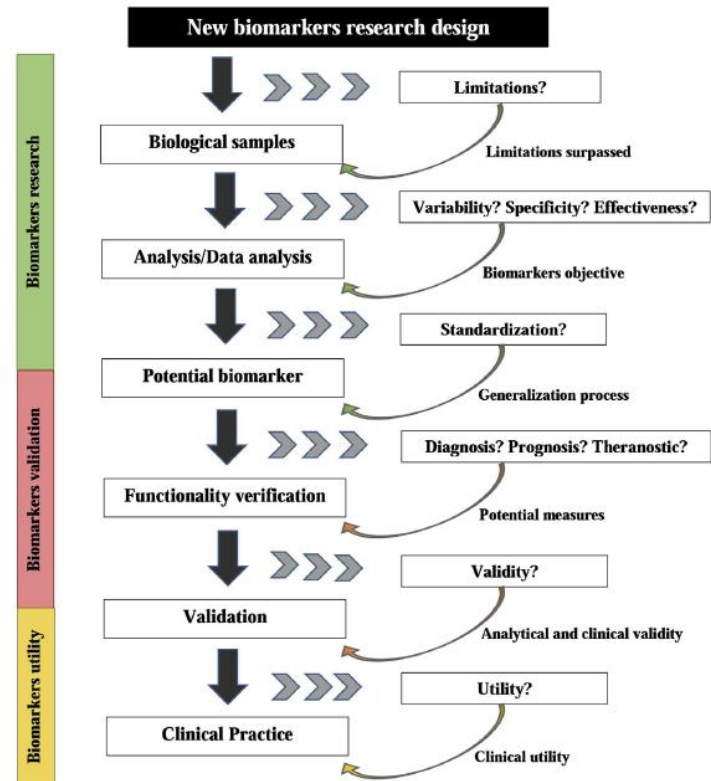 New biomarkers research design
Biomarkers research
Limitations?
Biological samples
Limitations surpassed
Variability? Specificity? Effectiveness?
Analysis/Data analysis
Biomarkers objective
Standardization?
Potential biomarker
Generalization process
Biomarkers validation
Diagnosis? Prognosis? Theranostic?
Functionality verification
Potential measures
Validity?
Validation
Analytical and clinical validity
Biomarkers utility
Utility?
Clinical Practice
Clinical utility